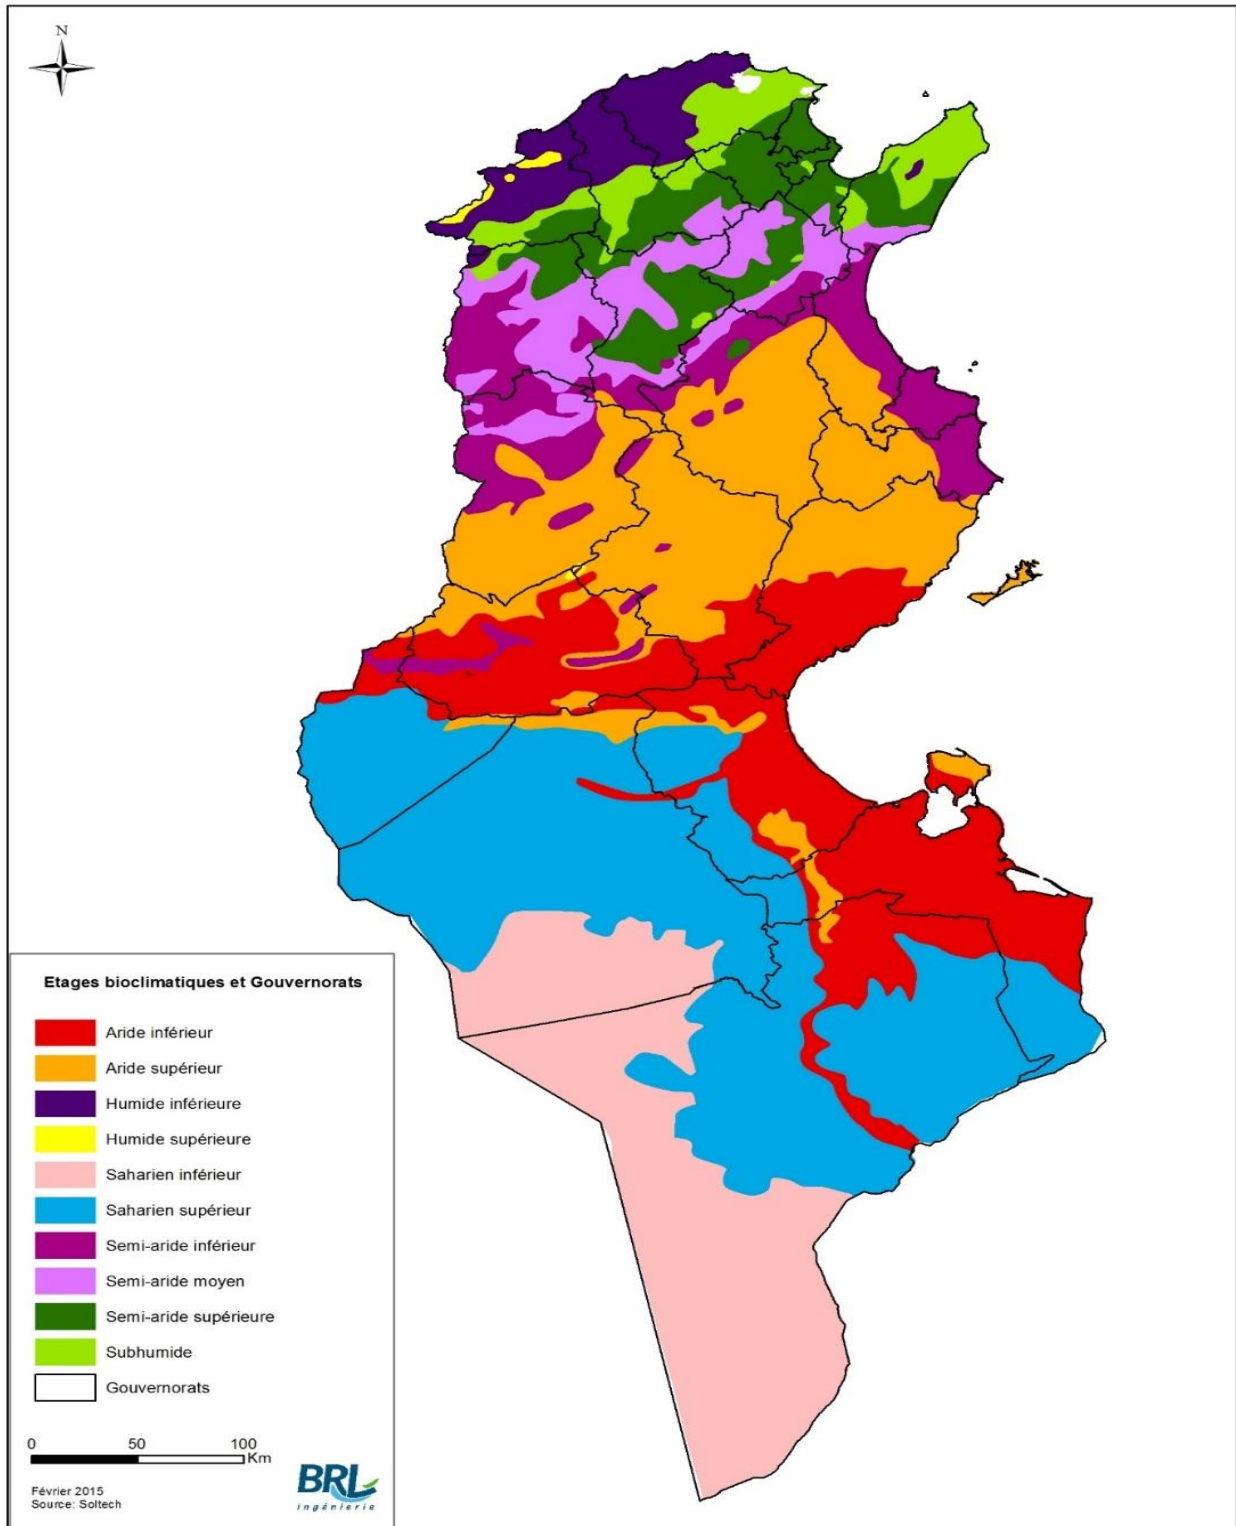 N
Etages bioclimatiques et Gouvernorats
Aride inférieur
Aride supérieur
Humide inférieure
Humide supérieure
Saharien inférieur
Saharien supérieur
Semi-aride inférieur
Semi-aride moyen
Semi-aride supérieure
Subhumide
Gouvernorats
0 50 100
Km
Février 2015
Source: Soltech
BRL
ingénierie